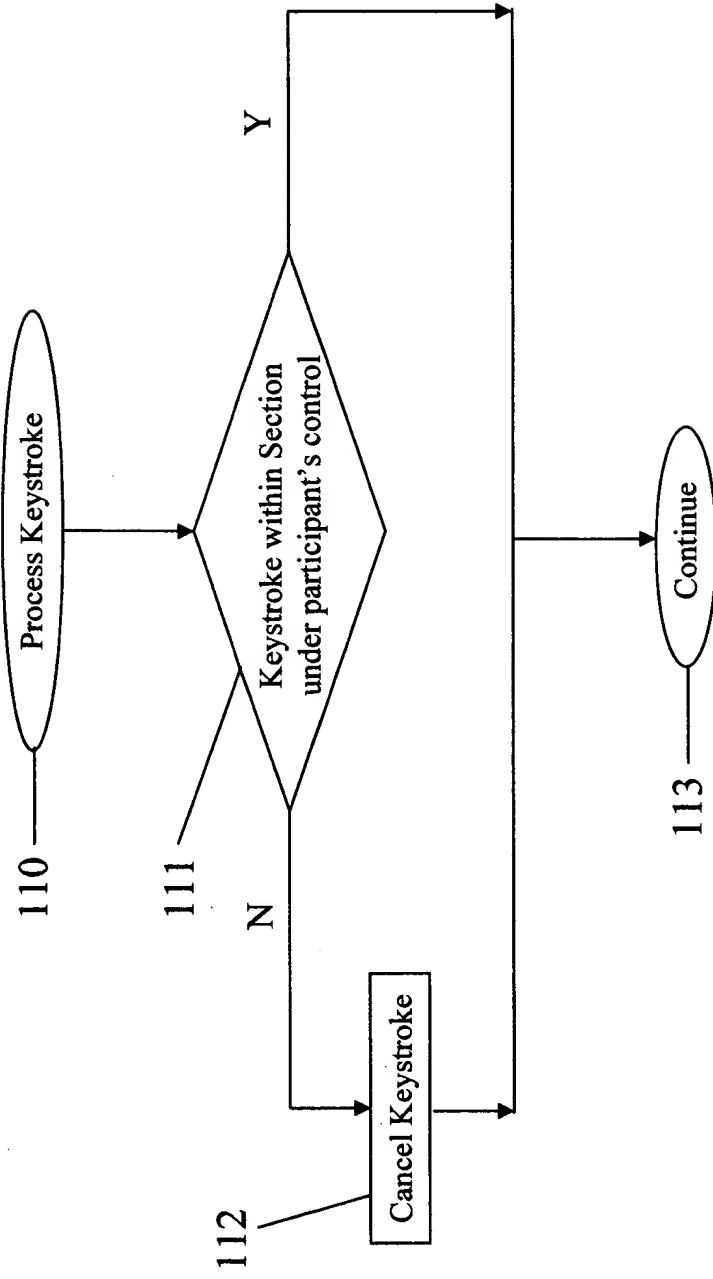 110
Process Keystroke
111
Keystroke within Section
under participant's control
N
Y
112
Cancel Keystroke
113
Continue